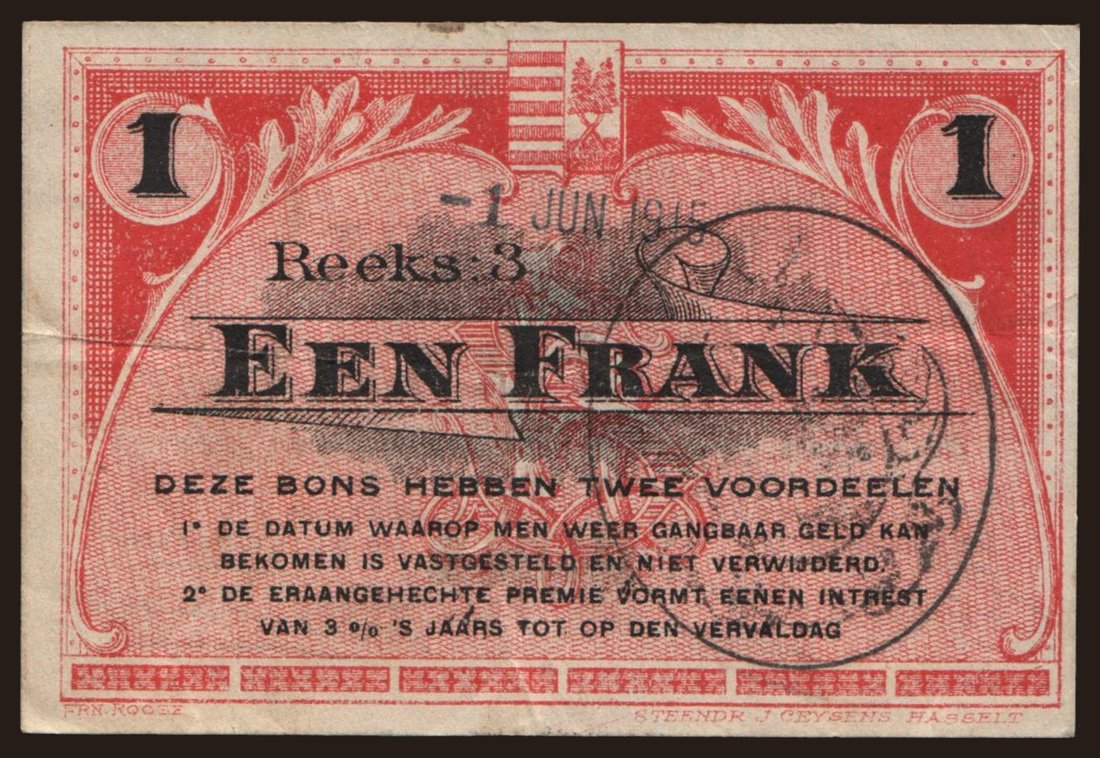 1 1
-1 JUN 1915
Reeks: 3
EEN FRANK
DEZE BONS HEBBEN TWEE VOORDEELEN
1° DE DATUM WAAROP MEN WEER GANGBAAR GELD KAN
BEKOMEN IS VASTGESTELD EN NIET VERWIJDERD.
2° DE ERAANGEHECHTE PREMIE VORMT EENEN INTREST
VAN 3 % 'S JAARS TOT OP DEN VERVALDAG
STEENDR J CEYSENS HASSELT